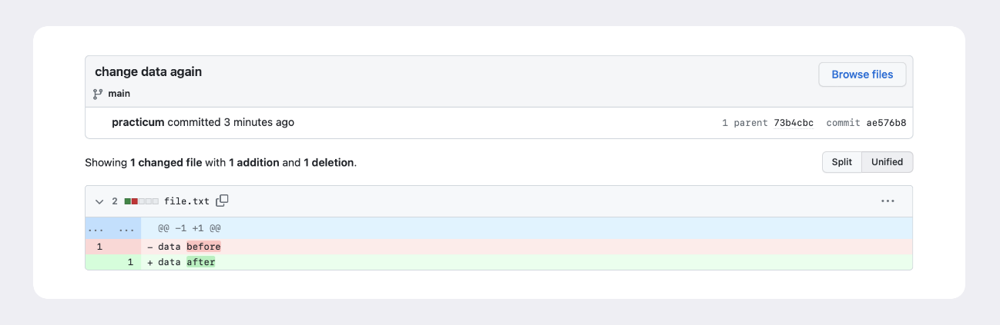 change data again
Browse files
main
practicum committed 3 minutes ago
1 parent 73b4cbc commit ae576b8
Showing 1 changed file with 1 addition and 1 deletion.
Split Unified
2 file.txt ...
... ... @@ -1 +1 @@
1 - data before
1 + data after